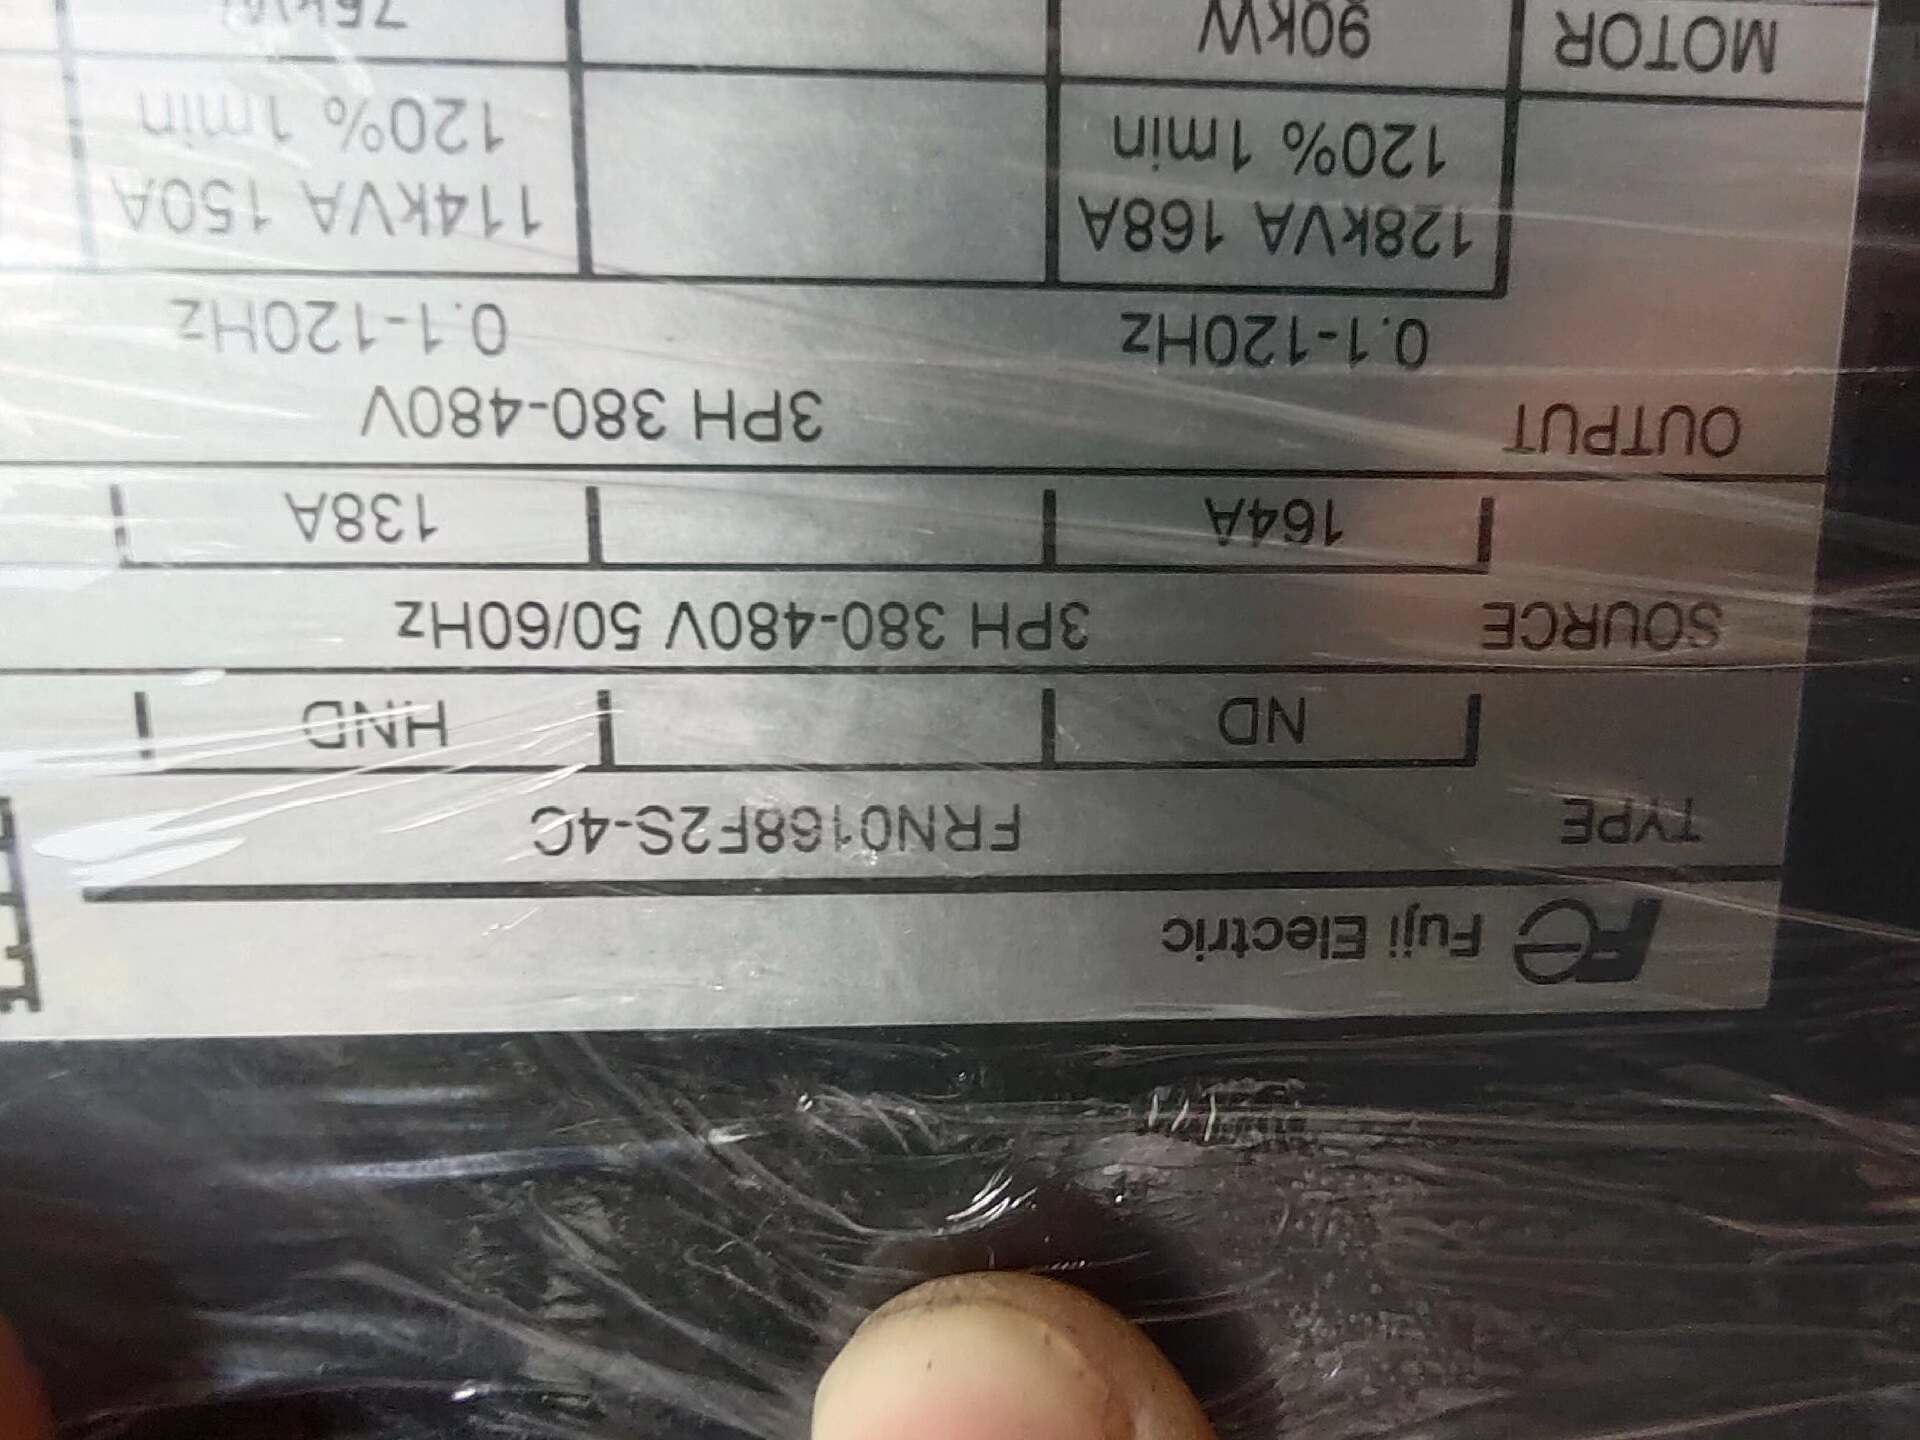 Fuji Electric
TYPE FRN0168F2S-4C
ND HND
SOURCE 3PH 380-480V 50/60Hz
164A 138A
OUTPUT 3PH 380-480V
0.1-120Hz 0.1-120Hz
128kVA 168A 114kVA 150A
120% 1min 120% 1min
MOTOR 90kW 75kW